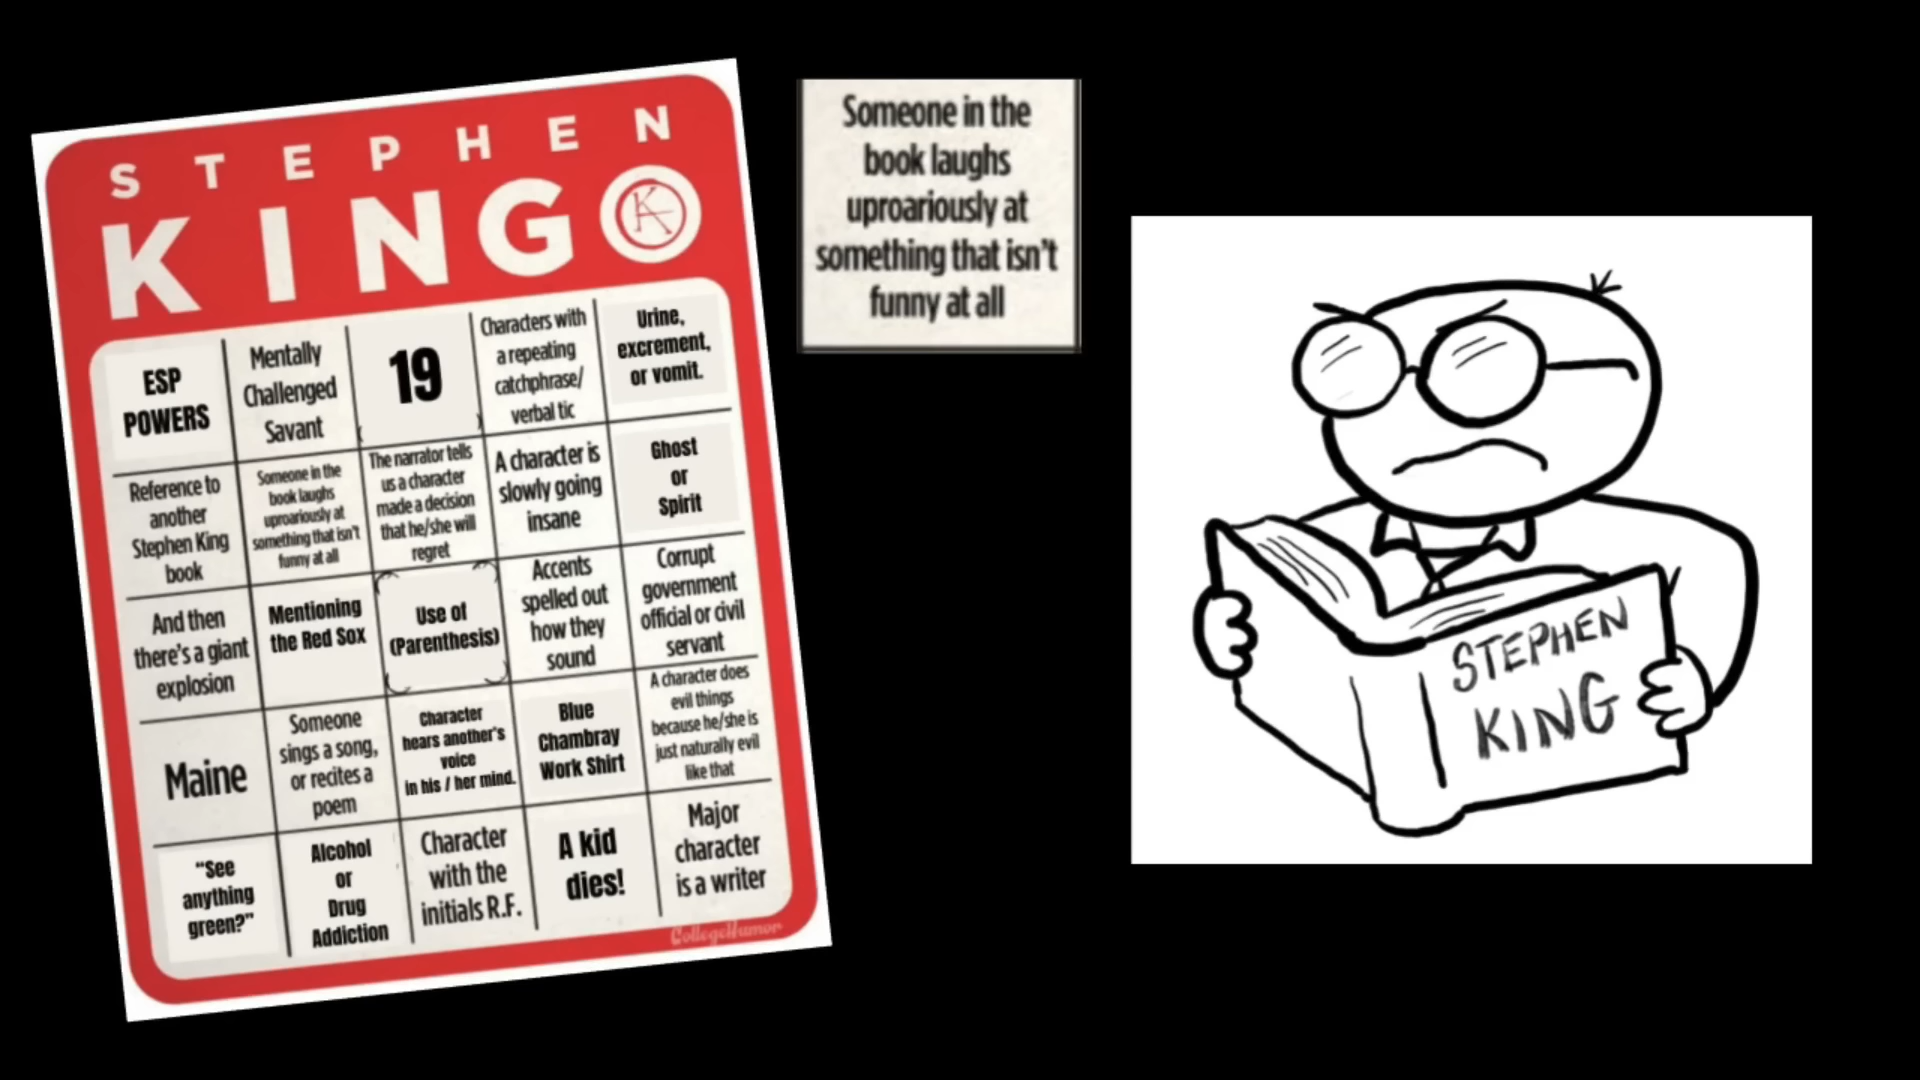 STEPHEN
KINGO
ESP
POWERS
Mentally
Challenged
Savant
19
Characters with
a repeating
catchphrase/
verbal tic
Urine,
excrement,
or vomit.
Reference to
another
Stephen King
book
Someone in the
book laughs
uproariously at
something that isn't
funny at all
The narrator tells
us a character
made a decision
that he/she will
regret
A character is
slowly going
insane
Ghost
or
Spirit
And then
there's a giant
explosion
Mentioning
the Red Sox
Use of
(Parenthesis)
Accents
spelled out
how they
sound
Corrupt
government
official or civil
servant
Maine
Someone
sings a song,
or recites a
poem
Character
hears another's
voice
in his / her mind.
Blue
Chambray
Work Shirt
A character does
evil things
because he/she is
just naturally evil
like that
"See
anything
green?"
Alcohol
or
Drug
Addiction
Character
with the
initials R.F.
A kid
dies!
Major
character
is a writer
CollegeHumor
Someone in the
book laughs
uproariously at
something that isn't
funny at all
STEPHEN
KING